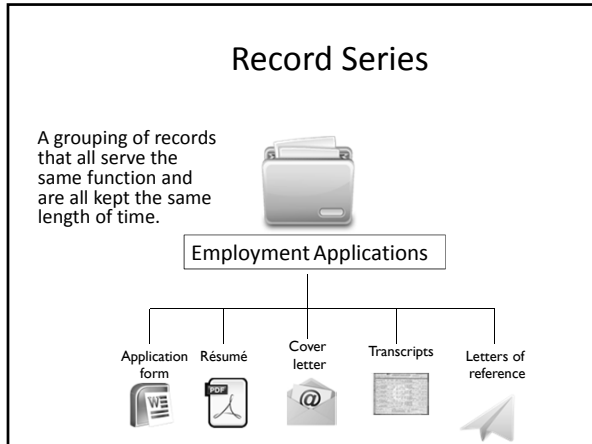 Record Series
A grouping of records
that all serve the
same function and
are all kept the same
length of time.
Employment Applications
Application
form
Résumé
Cover
letter
Transcripts
Letters of
reference
W
PDF
@